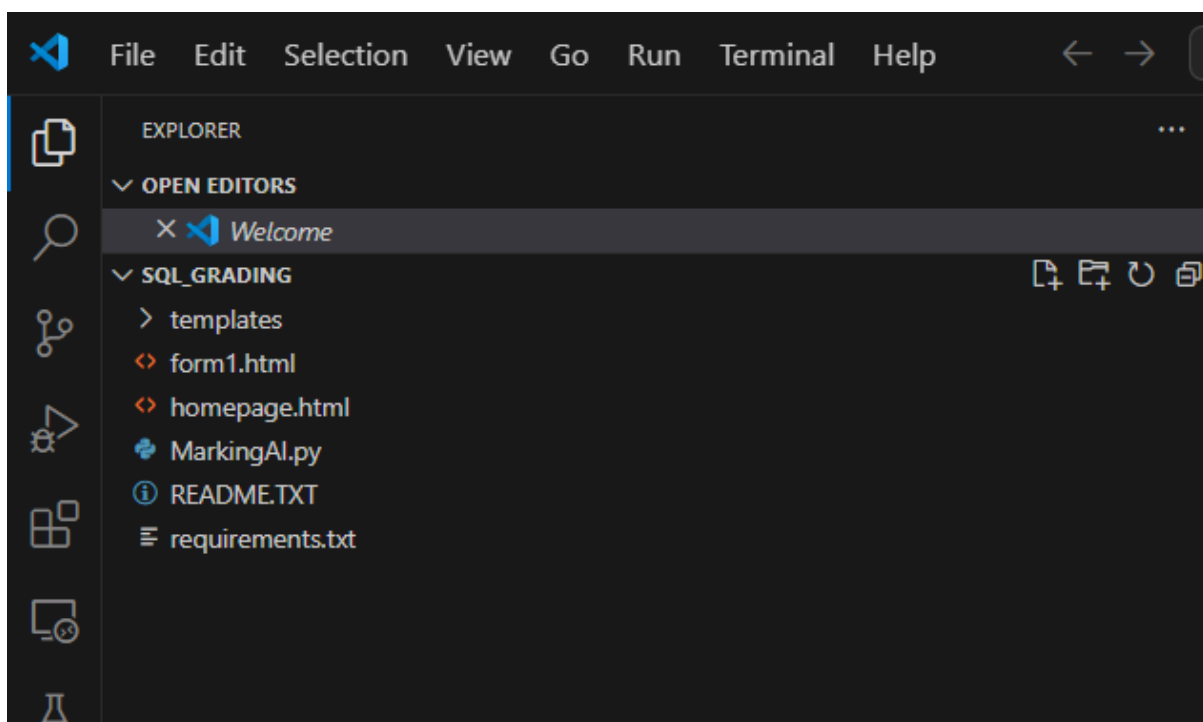 File Edit Selection View Go Run Terminal Help
EXPLORER
OPEN EDITORS
Welcome
SQL_GRADING
templates
form1.html
homepage.html
MarkingAI.py
README.TXT
requirements.txt